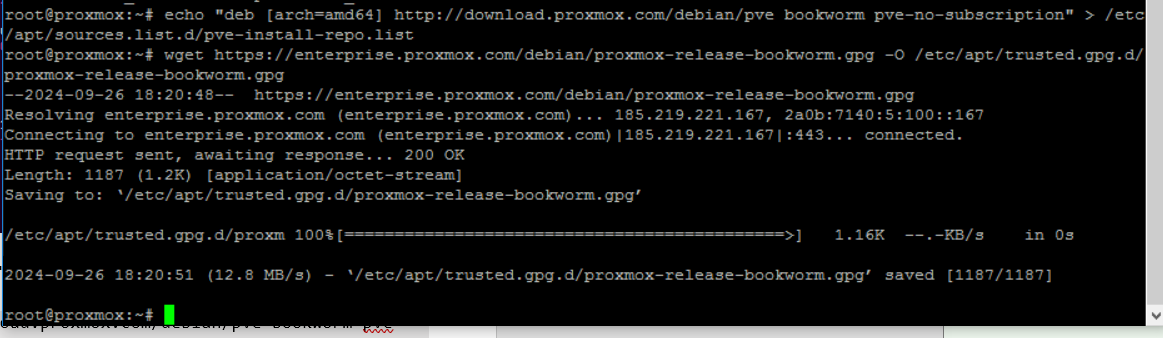 root@proxmox:~# echo "deb [arch=amd64] http://download.proxmox.com/debian/pve bookworm pve-no-subscription" > /etc
/apt/sources.list.d/pve-install-repo.list
root@proxmox:~# wget https://enterprise.proxmox.com/debian/proxmox-release-bookworm.gpg -O /etc/apt/trusted.gpg.d/
proxmox-release-bookworm.gpg
--2024-09-26 18:20:48--  https://enterprise.proxmox.com/debian/proxmox-release-bookworm.gpg
Resolving enterprise.proxmox.com (enterprise.proxmox.com)... 185.219.221.167, 2a0b:7140:5:100::167
Connecting to enterprise.proxmox.com (enterprise.proxmox.com)|185.219.221.167|:443... connected.
HTTP request sent, awaiting response... 200 OK
Length: 1187 (1.2K) [application/octet-stream]
Saving to: ‘/etc/apt/trusted.gpg.d/proxmox-release-bookworm.gpg’
/etc/apt/trusted.gpg.d/proxm 100%[============================================>]   1.16K  --.-KB/s    in 0s
2024-09-26 18:20:51 (12.8 MB/s) - ‘/etc/apt/trusted.gpg.d/proxmox-release-bookworm.gpg’ saved [1187/1187]
root@proxmox:~#